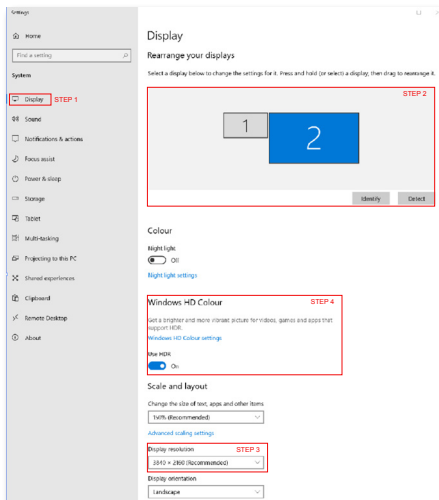 Settings
Home
Find a setting
System
Display
STEP 1
Sound
Notifications & actions
Focus assist
Power & sleep
Storage
Tablet
Multi-tasking
Projecting to this PC
Shared experiences
Clipboard
Remote Desktop
About
Display
Rearrange your displays
Select a display below to change the settings for it. Press and hold (or select) a display, then drag to rearrange it.
STEP 2
1
2
Identify
Detect
Colour
Night light
Off
Night light settings
Windows HD Colour
STEP 4
Get a brighter and more vibrant picture for videos, games and apps that
support HDR.
Windows HD Colour settings
Use HDR
On
Scale and layout
Change the size of text, apps and other items
150% (Recommended)
Advanced scaling settings
Display resolution
STEP 3
3840 × 2160 (Recommended)
Display orientation
Landscape